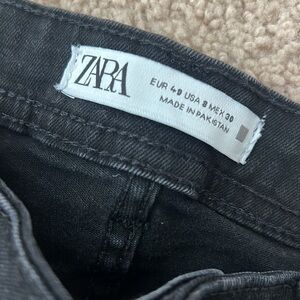 ZARA
EUR 40 USA 8 MEX 30
MADE IN PAKISTAN